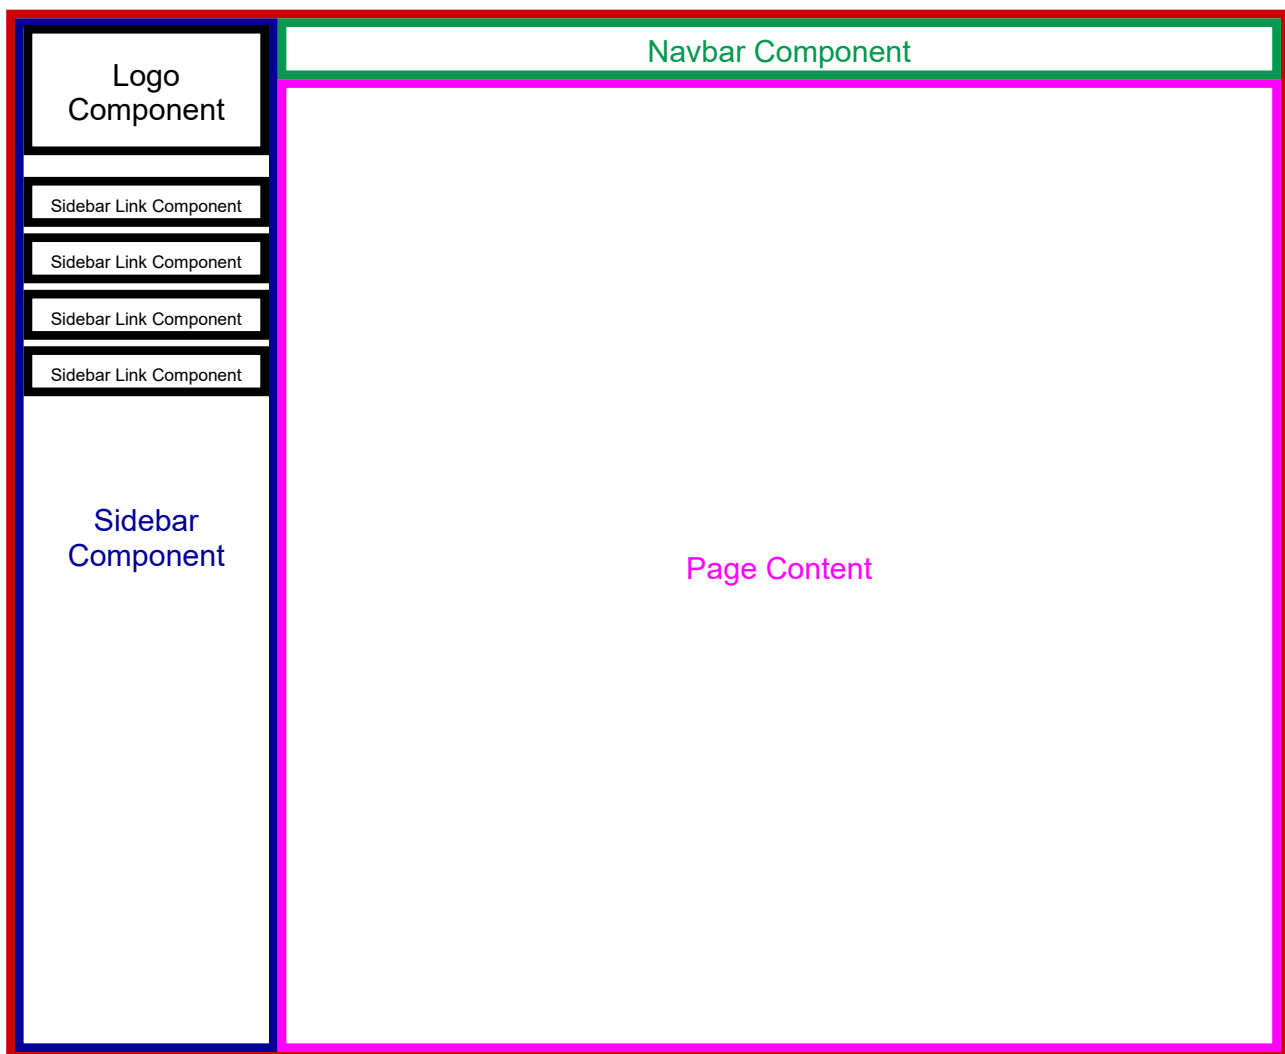 Logo
Component
Navbar Component
Sidebar Link Component
Sidebar Link Component
Sidebar Link Component
Sidebar Link Component
Sidebar
Component
Page Content